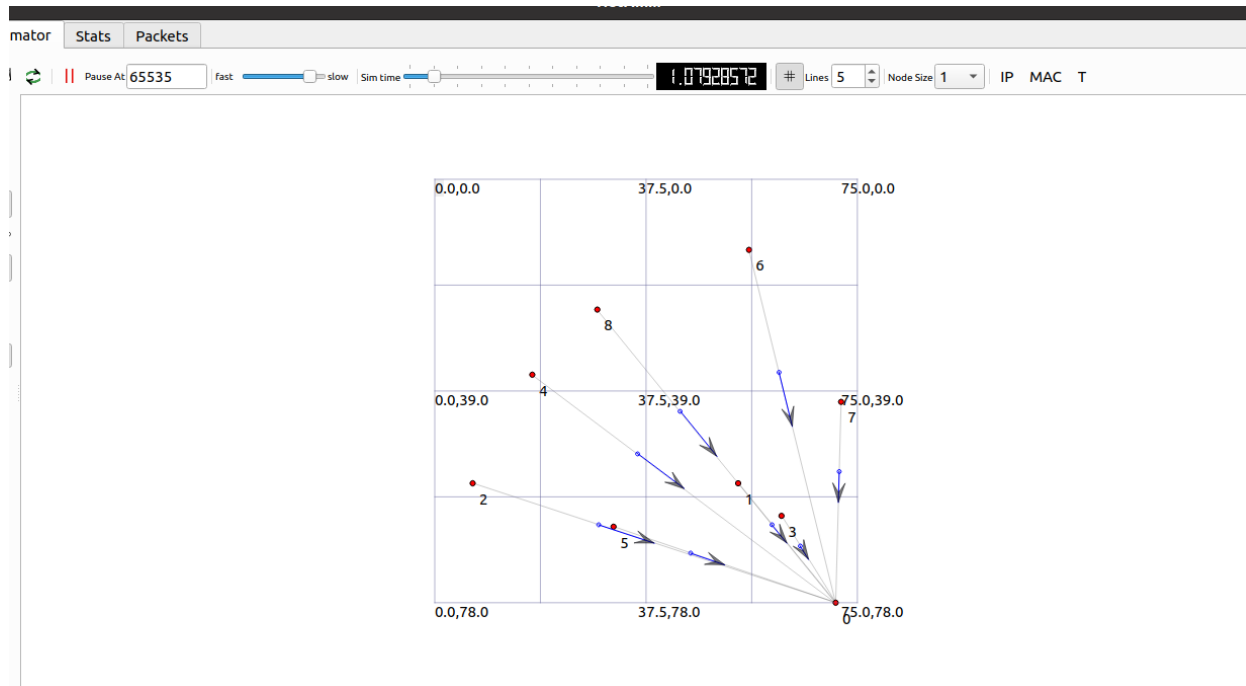 mator Stats Packets
Pause At 65535 fast slow Sim time 1.07928572 # Lines 5 Node Size 1 IP MAC T
0.0,0.0 37.5,0.0 75.0,0.0
6
8
4
0.0,39.0 37.5,39.0 75.0,39.0
7
2 1
3
5
0.0,78.0 37.5,78.0 75.0,78.0
0